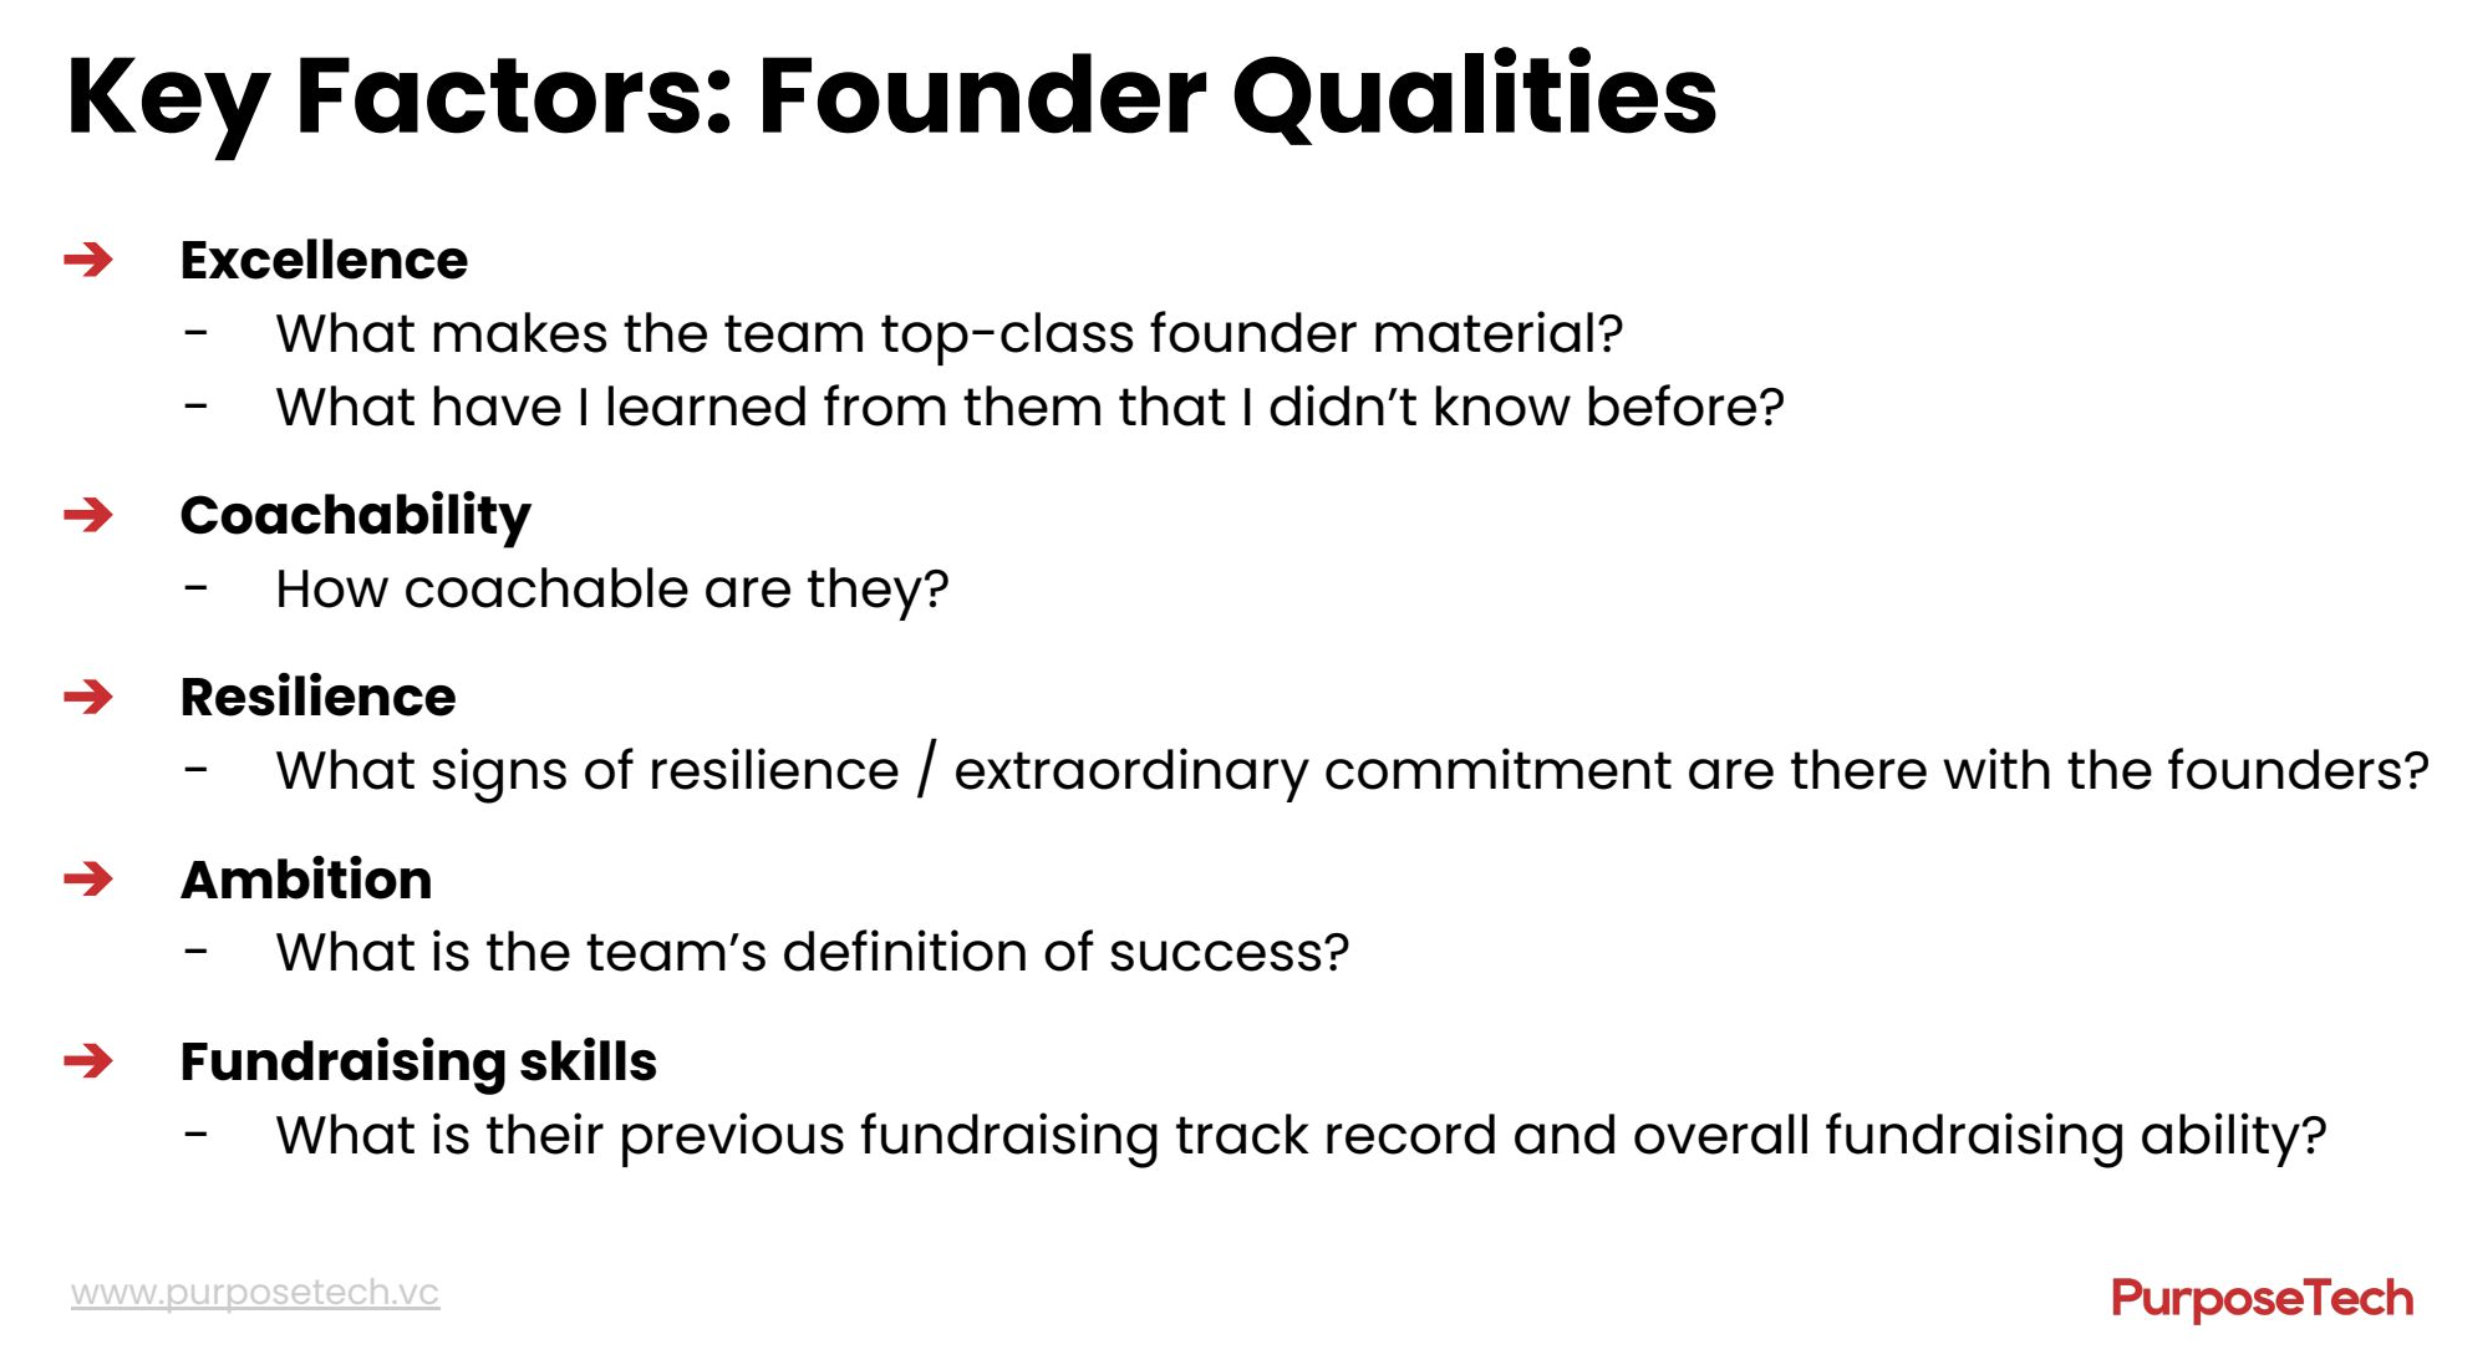 Key Factors: Founder Qualities
➔ Excellence
- What makes the team top-class founder material?
- What have I learned from them that I didn’t know before?
➔ Coachability
- How coachable are they?
➔ Resilience
- What signs of resilience / extraordinary commitment are there with the founders?
➔ Ambition
- What is the team’s definition of success?
➔ Fundraising skills
- What is their previous fundraising track record and overall fundraising ability?
www.purposetech.vc
PurposeTech